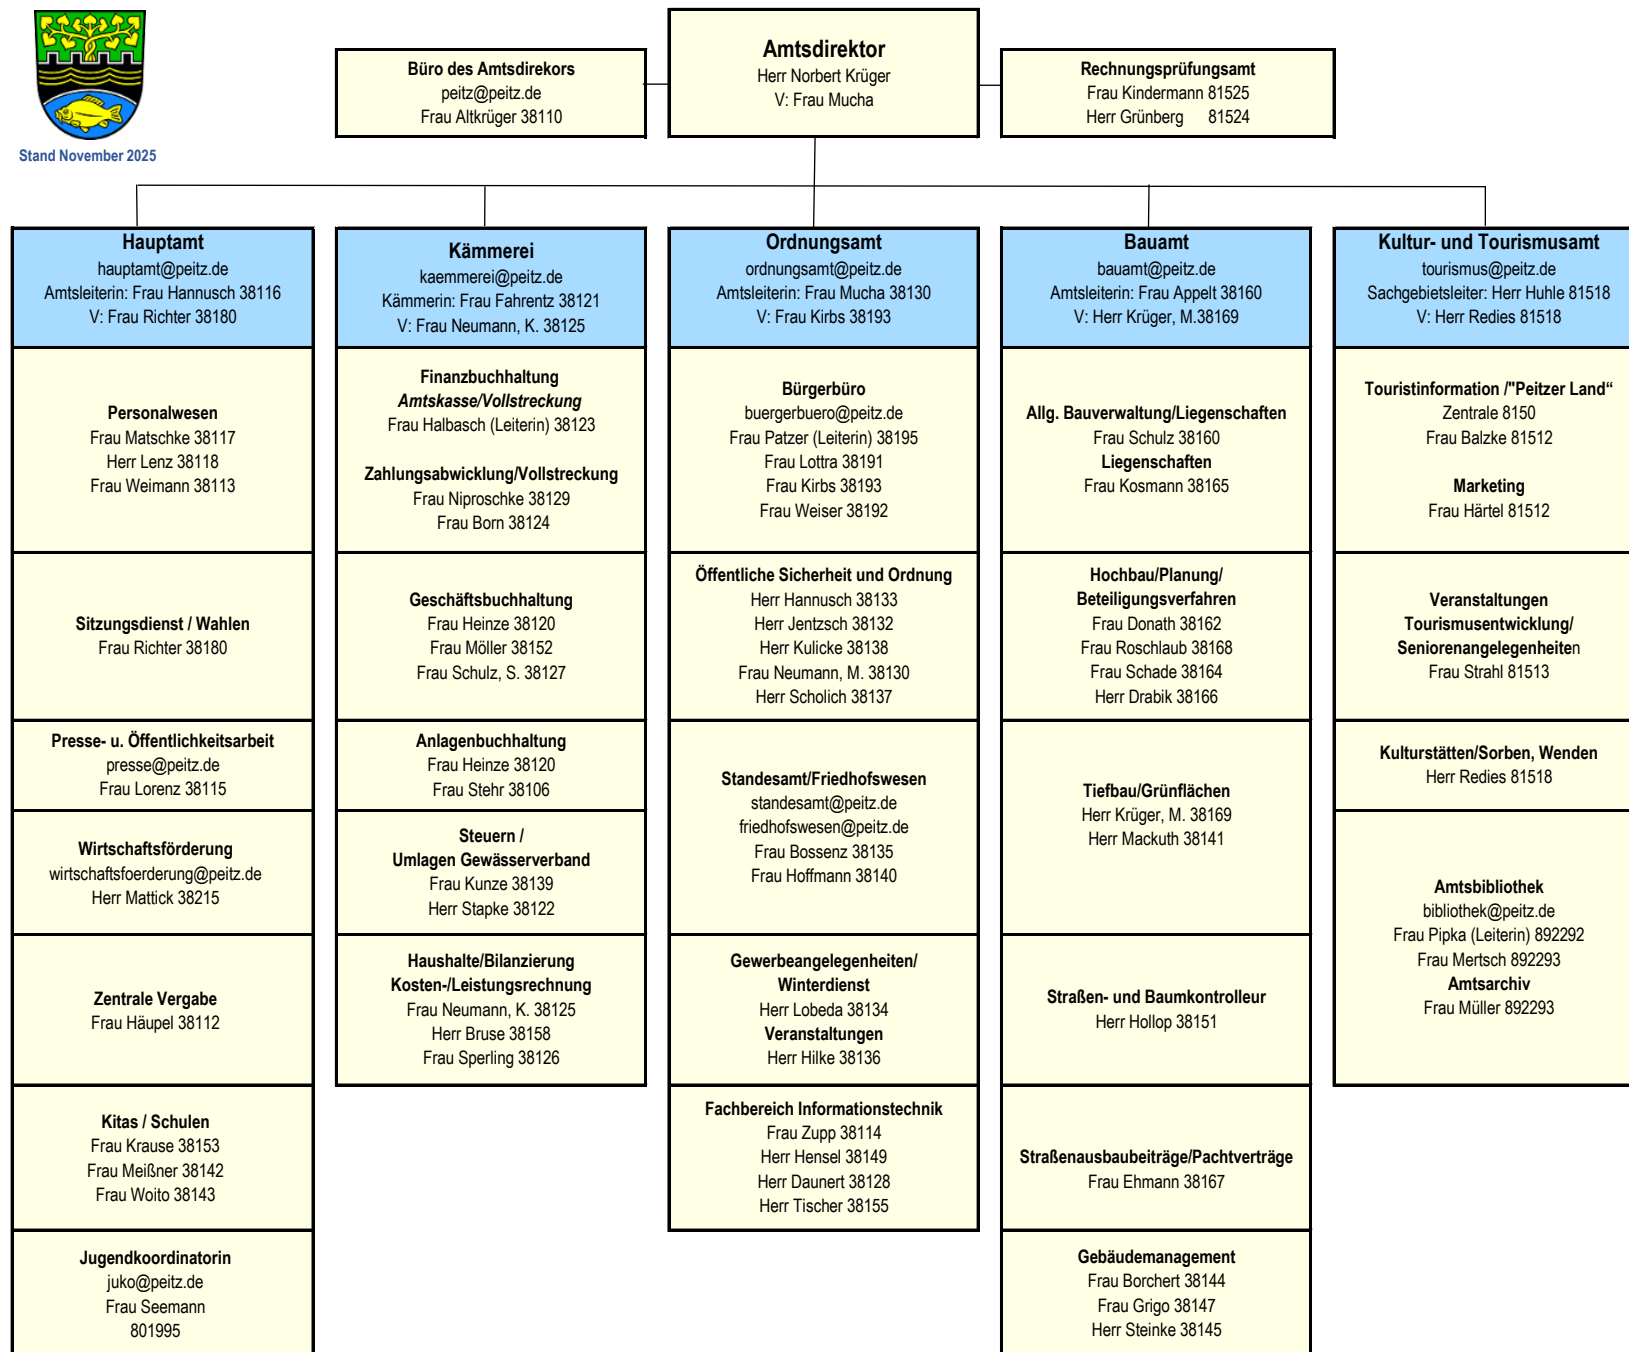 Stand November 2025
Büro des Amtsdirekors
peitz@peitz.de
Frau Altkrüger 38110
Amtsdirektor
Herr Norbert Krüger
V: Frau Mucha
Rechnungsprüfungsamt
Frau Kindermann 81525
Herr Grünberg 81524
Hauptamt
hauptamt@peitz.de
Amtsleiterin: Frau Hannusch 38116
V: Frau Richter 38180
Personalwesen
Frau Matschke 38117
Herr Lenz 38118
Frau Weimann 38113
Sitzungsdienst / Wahlen
Frau Richter 38180
Presse- u. Öffentlichkeitsarbeit
presse@peitz.de
Frau Lorenz 38115
Wirtschaftsförderung
wirtschaftsfoerderung@peitz.de
Herr Mattick 38215
Zentrale Vergabe
Frau Häupel 38112
Kitas / Schulen
Frau Krause 38153
Frau Meißner 38142
Frau Woito 38143
Jugendkoordinatorin
juko@peitz.de
Frau Seemann
801995
Kämmerei
kaemmerei@peitz.de
Kämmerin: Frau Fahrentz 38121
V: Frau Neumann, K. 38125
Finanzbuchhaltung
Amtskasse/Vollstreckung
Frau Halbasch (Leiterin) 38123
Zahlungsabwicklung/Vollstreckung
Frau Niproschke 38129
Frau Born 38124
Geschäftsbuchhaltung
Frau Heinze 38120
Frau Möller 38152
Frau Schulz, S. 38127
Anlagenbuchhaltung
Frau Heinze 38120
Frau Stehr 38106
Steuern /
Umlagen Gewässerverband
Frau Kunze 38139
Herr Stapke 38122
Haushalte/Bilanzierung
Kosten-/Leistungsrechnung
Frau Neumann, K. 38125
Herr Bruse 38158
Frau Sperling 38126
Ordnungsamt
ordnungsamt@peitz.de
Amtsleiterin: Frau Mucha 38130
V: Frau Kirbs 38193
Bürgerbüro
buergerbuero@peitz.de
Frau Patzer (Leiterin) 38195
Frau Lottra 38191
Frau Kirbs 38193
Frau Weiser 38192
Öffentliche Sicherheit und Ordnung
Herr Hannusch 38133
Herr Jentzsch 38132
Herr Kulicke 38138
Frau Neumann, M. 38130
Herr Scholich 38137
Standesamt/Friedhofswesen
standesamt@peitz.de
friedhofswesen@peitz.de
Frau Bossenz 38135
Frau Hoffmann 38140
Gewerbeangelegenheiten/
Winterdienst
Herr Lobeda 38134
Veranstaltungen
Herr Hilke 38136
Fachbereich Informationstechnik
Frau Zupp 38114
Herr Hensel 38149
Herr Daunert 38128
Herr Tischer 38155
Bauamt
bauamt@peitz.de
Amtsleiterin: Frau Appelt 38160
V: Herr Krüger, M.38169
Allg. Bauverwaltung/Liegenschaften
Frau Schulz 38160
Liegenschaften
Frau Kosmann 38165
Hochbau/Planung/
Beteiligungsverfahren
Frau Donath 38162
Frau Roschlaub 38168
Frau Schade 38164
Herr Drabik 38166
Tiefbau/Grünflächen
Herr Krüger, M. 38169
Herr Mackuth 38141
Straßen- und Baumkontrolleur
Herr Hollop 38151
Straßenausbaubeiträge/Pachtverträge
Frau Ehmann 38167
Gebäudemanagement
Frau Borchert 38144
Frau Grigo 38147
Herr Steinke 38145
Kultur- und Tourismusamt
tourismus@peitz.de
Sachgebietsleiter: Herr Huhle 81518
V: Herr Redies 81518
Touristinformation /"Peitzer Land“
Zentrale 8150
Frau Balzke 81512
Marketing
Frau Härtel 81512
Veranstaltungen
Tourismusentwicklung/
Seniorenangelegenheiten
Frau Strahl 81513
Kulturstätten/Sorben, Wenden
Herr Redies 81518
Amtsbibliothek
bibliothek@peitz.de
Frau Pipka (Leiterin) 892292
Frau Mertsch 892293
Amtsarchiv
Frau Müller 892293